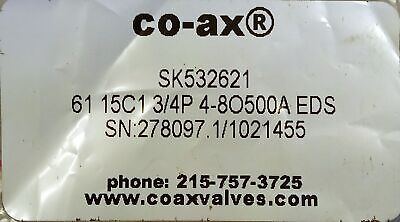 co-ax®
SK532621
61 15C1 3/4P 4-8O500A EDS
SN:278097.1/1021455
phone: 215-757-3725
www.coaxvalves.com